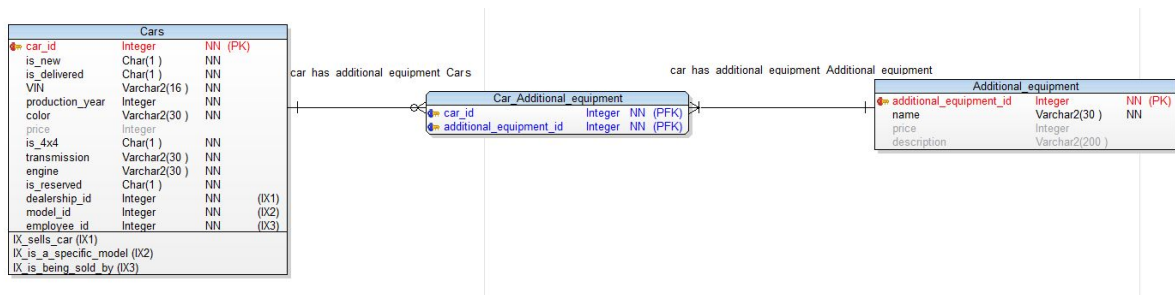 Cars
car_id Integer NN (PK)
is_new Char(1 ) NN
is_delivered Char(1 ) NN
VIN Varchar2(16 ) NN
production_year Integer NN
color Varchar2(30 ) NN
price Integer
is_4x4 Char(1 ) NN
transmission Varchar2(30 ) NN
engine Varchar2(30 ) NN
is_reserved Char(1 ) NN
dealership_id Integer NN (IX1)
model_id Integer NN (IX2)
employee_id Integer NN (IX3)
IX_sells_car (IX1)
IX_is_a_specific_model (IX2)
IX_is_being_sold_by (IX3)
car has additional equipment Cars
Car_Additional_equipment
car_id Integer NN (PFK)
additional_equipment_id Integer NN (PFK)
car has additional equipment Additional equipment
Additional_equipment
additional_equipment_id Integer NN (PK)
name Varchar2(30 ) NN
price Integer
description Varchar2(200 )